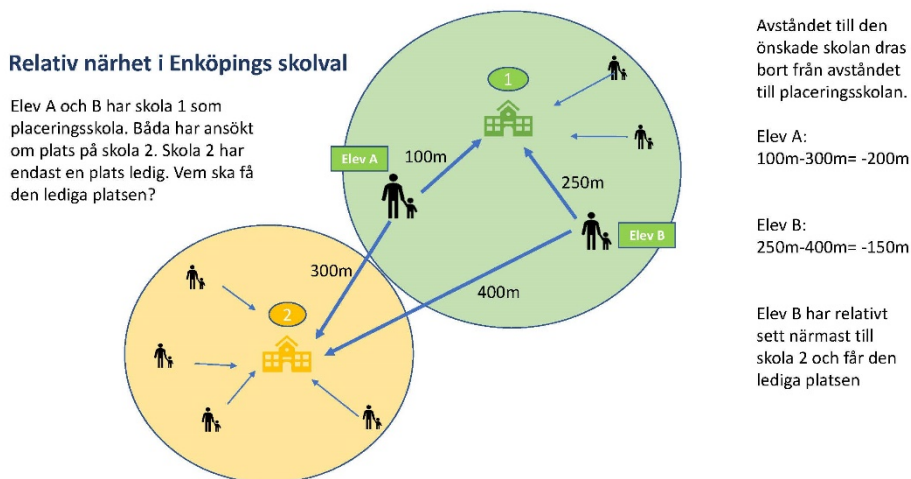 Relativ närhet i Enköpings skolval
Elev A och B har skola 1 som
placeringsskola. Båda har ansökt
om plats på skola 2. Skola 2 har
endast en plats ledig. Vem ska få
den lediga platsen?
1
Elev A
100m
250m
Elev B
300m
400m
2
Avståndet till den
önskade skolan dras
bort från avståndet
till placeringsskolan.
Elev A:
100m-300m= -200m
Elev B:
250m-400m= -150m
Elev B har relativt
sett närmast till
skola 2 och får den
lediga platsen